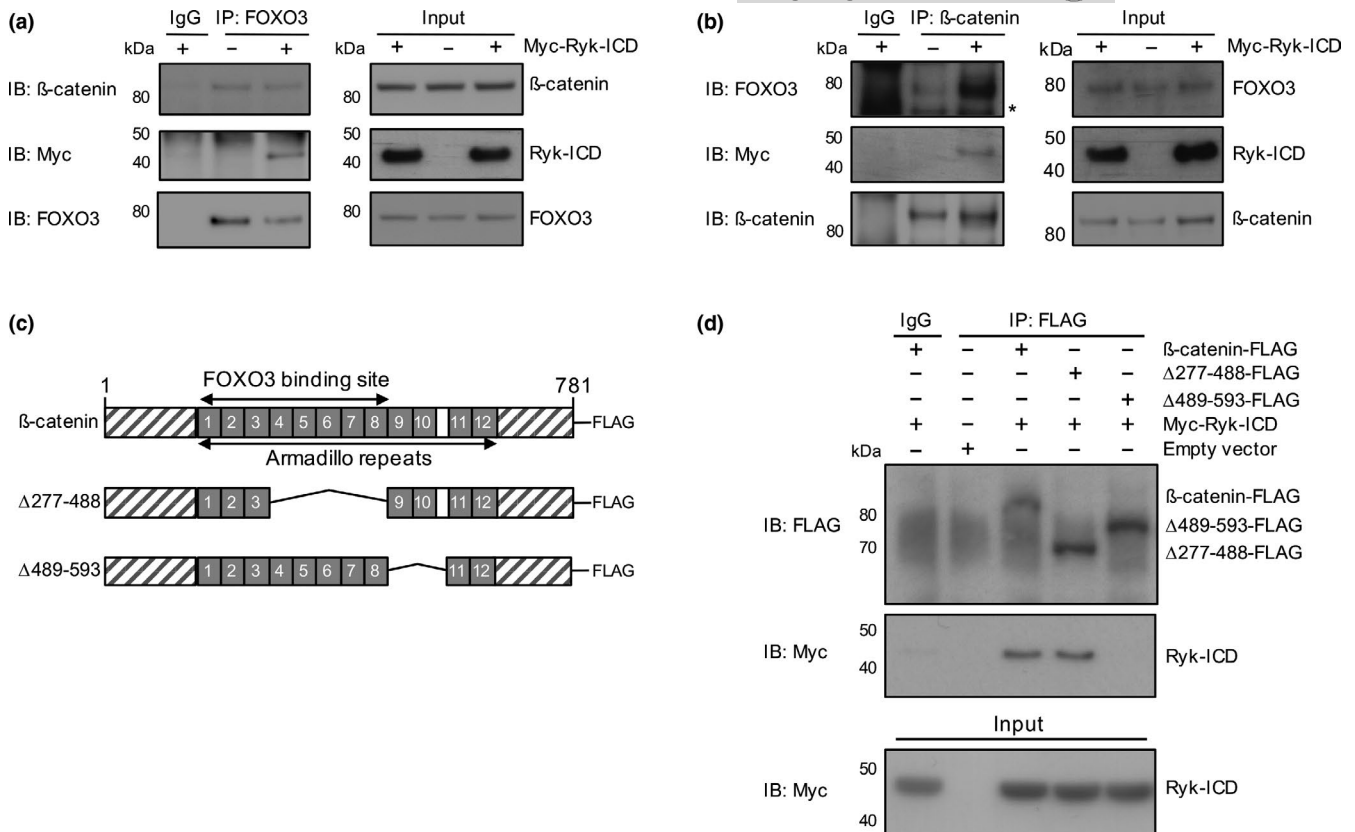 (a)
IgG IP: FOXO3 Input
kDa + − + kDa + − + Myc-Ryk-ICD
IB: ß-catenin 80 80 ß-catenin
IB: Myc 50 40 50 40 Ryk-ICD
IB: FOXO3 80 80 FOXO3
(b)
IgG IP: ß-catenin Input
kDa + − + kDa + − + Myc-Ryk-ICD
IB: FOXO3 80 * 80 FOXO3
IB: Myc 50 40 50 40 Ryk-ICD
IB: ß-catenin 80 80 ß-catenin
(c)
1 FOXO3 binding site 781
ß-catenin 1 2 3 4 5 6 7 8 9 10 11 12 FLAG
Armadillo repeats
Δ277-488 1 2 3 9 10 11 12 FLAG
Δ489-593 1 2 3 4 5 6 7 8 11 12 FLAG
(d)
IgG IP: FLAG
+ − + − − ß-catenin-FLAG
− − − + − Δ277-488-FLAG
− − − − + Δ489-593-FLAG
+ − + + + Myc-Ryk-ICD
kDa − + − − − Empty vector
IB: FLAG 80 70
ß-catenin-FLAG
Δ489-593-FLAG
Δ277-488-FLAG
IB: Myc 50 40 Ryk-ICD
Input
IB: Myc 50 40 Ryk-ICD